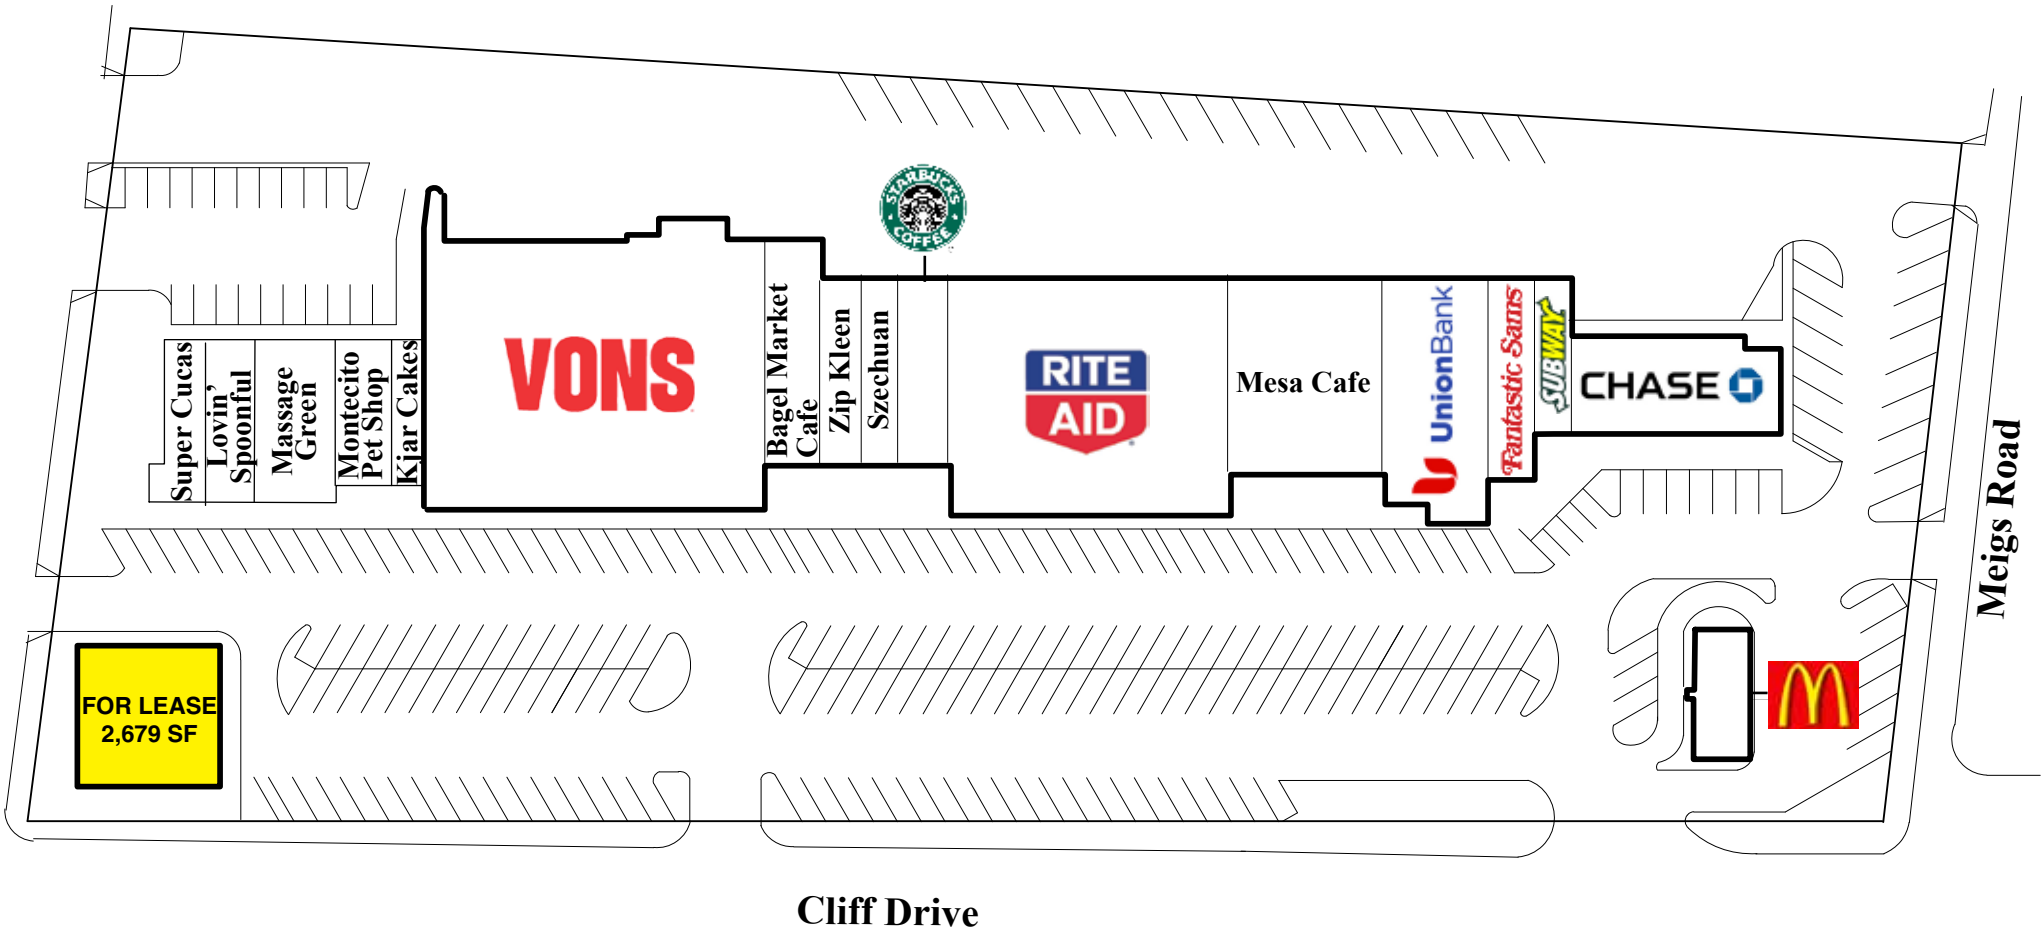 STARBUCKS
COFFEE
Super Cucas
Lovin'
Spoonful
Massage
Green
Montecito
Pet Shop
Kjar Cakes
VONS
Bagel Market
Cafe
Zip Kleen
Szechuan
RITE
AID
Mesa Cafe
UnionBank
Fantastic Sams
SUBWAY
CHASE
Meigs Road
FOR LEASE
2,679 SF
M
Cliff Drive